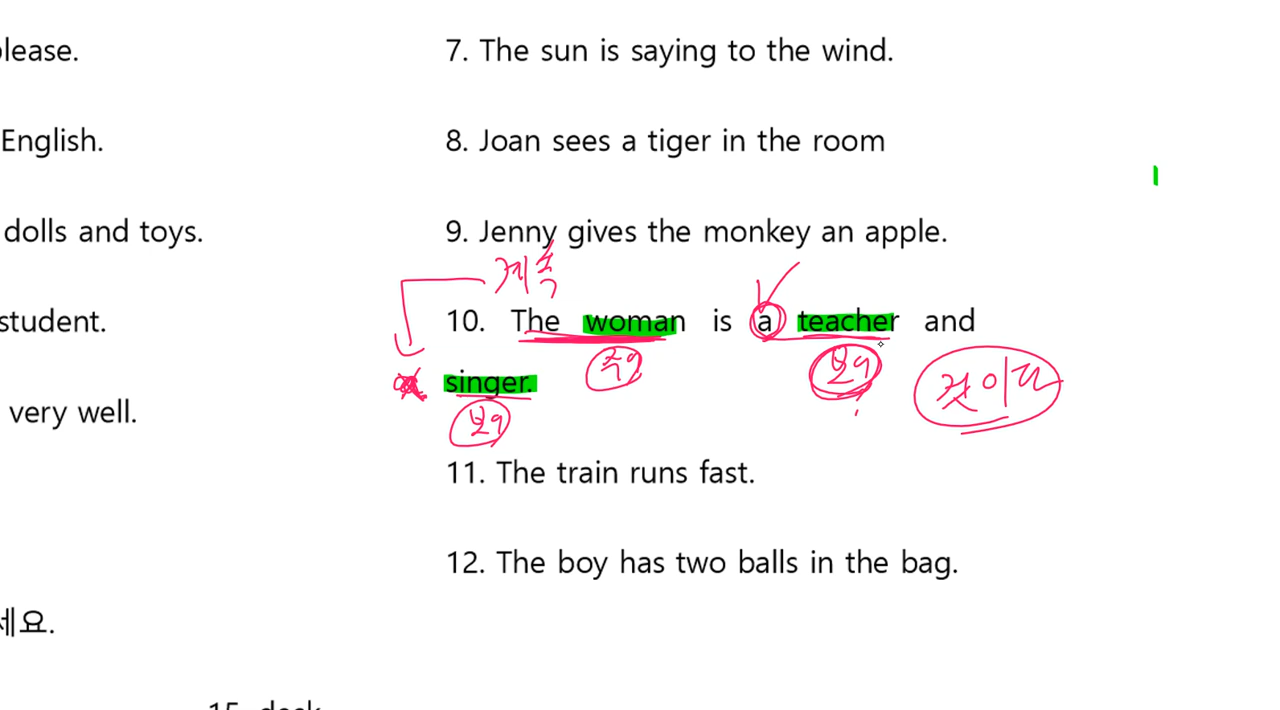 please.
English.
dolls and toys.
student.
very well.
세요.
7. The sun is saying to the wind.
8. Joan sees a tiger in the room
9. Jenny gives the monkey an apple.
계속
10. The woman is a teacher and
주어
보어
것이다
singer.
보어
11. The train runs fast.
12. The boy has two balls in the bag.
15. desk